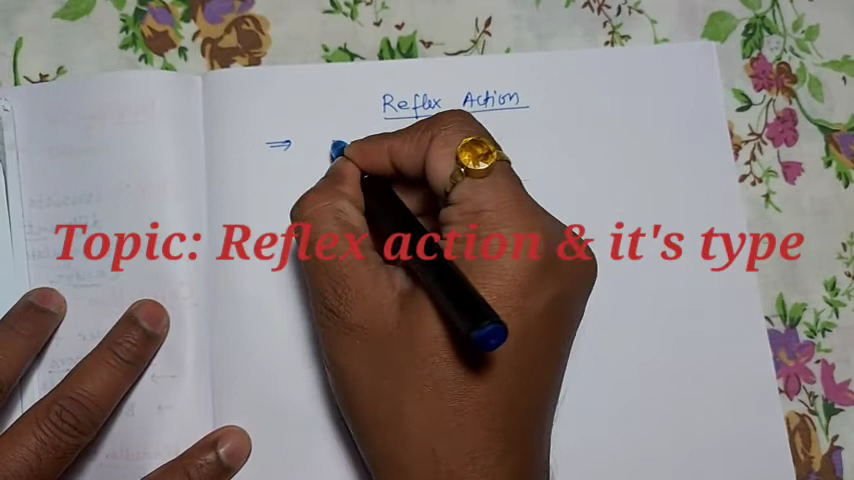 Reflex Action
⇒
Topic: Reflex action & it's type